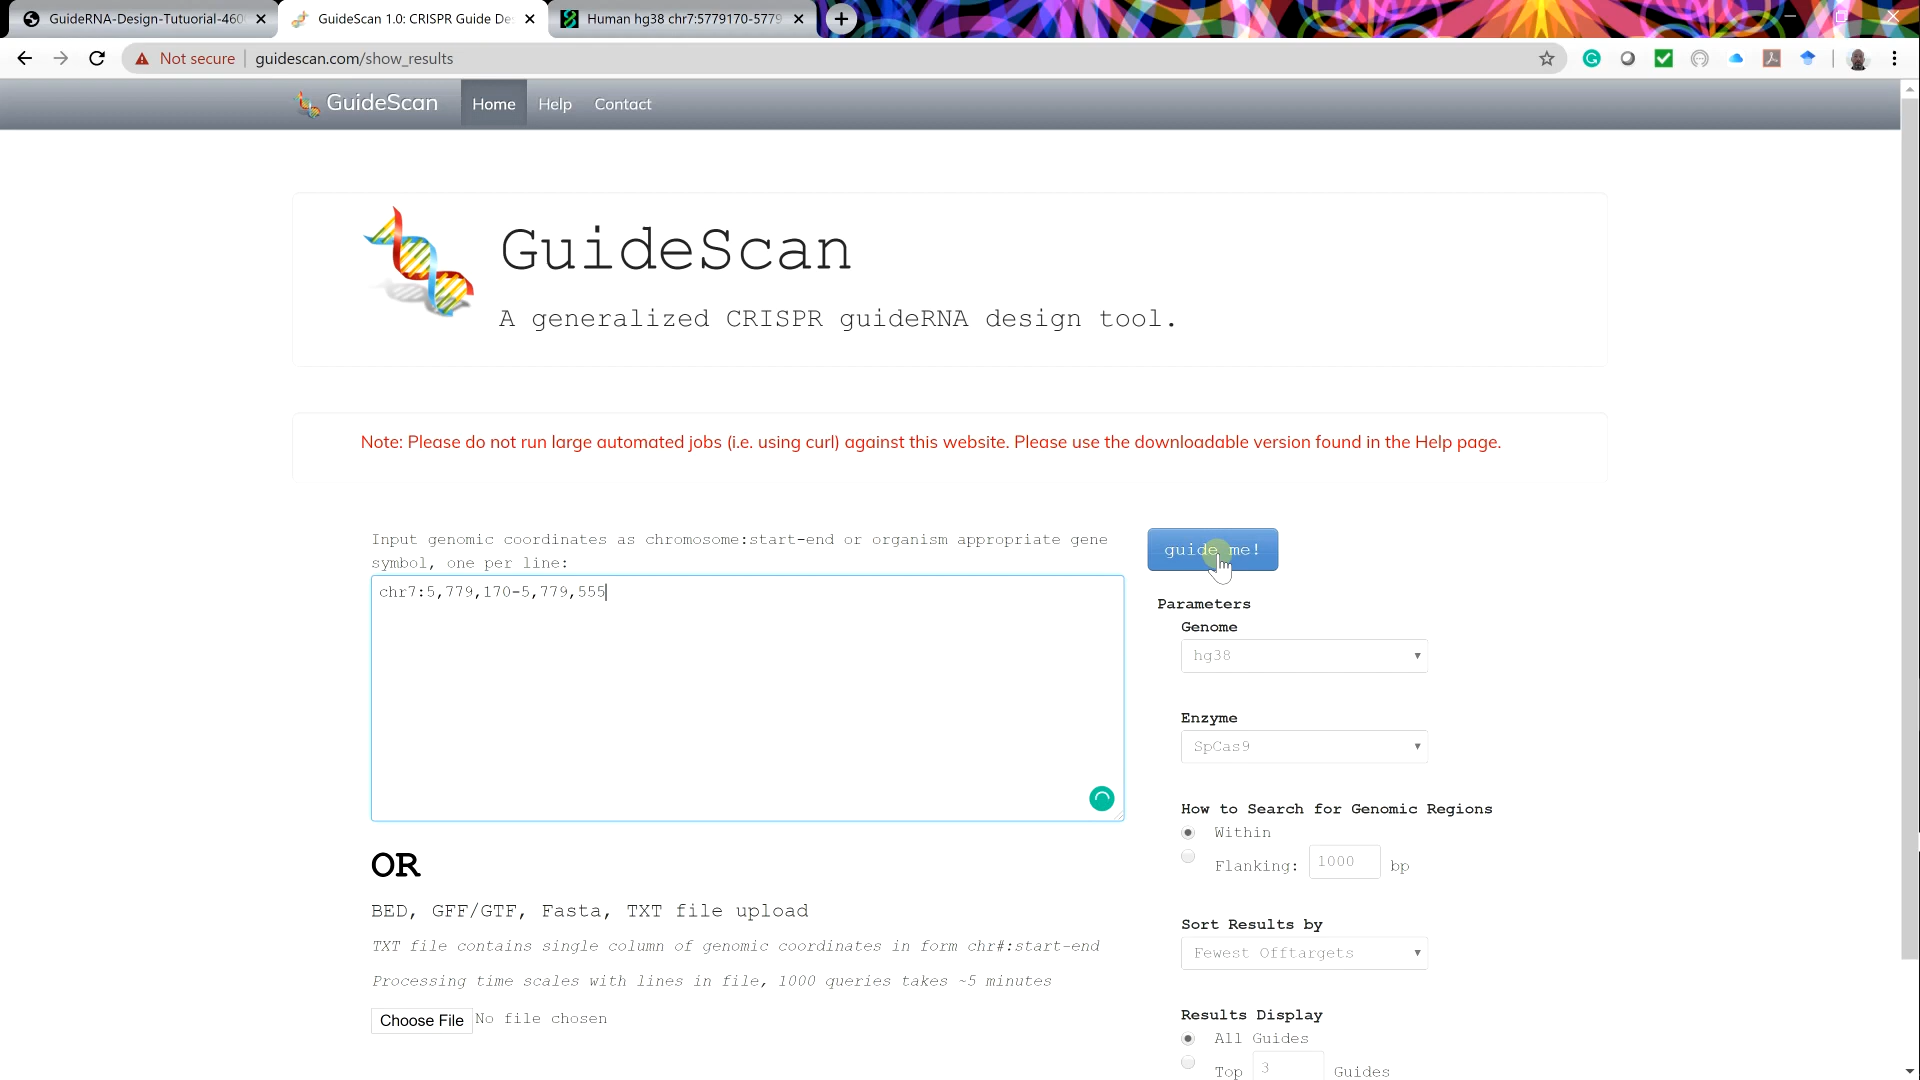 GuideRNA-Design-Tutuorial-460
GuideScan 1.0: CRISPR Guide De
Human hg38 chr7:5779170-5779
Not secure
guidescan.com/show_results
GuideScan
Home
Help
Contact
GuideScan
A generalized CRISPR guideRNA design tool.
Note: Please do not run large automated jobs (i.e. using curl) against this website. Please use the downloadable version found in the Help page.
Input genomic coordinates as chromosome:start-end or organism appropriate gene
symbol, one per line:
chr7:5,779,170-5,779,555
OR
BED, GFF/GTF, Fasta, TXT file upload
TXT file contains single column of genomic coordinates in form chr#:start-end
Processing time scales with lines in file, 1000 queries takes ~5 minutes
Choose File No file chosen
guide me!
Parameters
Genome
hg38
Enzyme
SpCas9
How to Search for Genomic Regions
Within
Flanking: 1000 bp
Sort Results by
Fewest Offtargets
Results Display
All Guides
Top 3 Guides